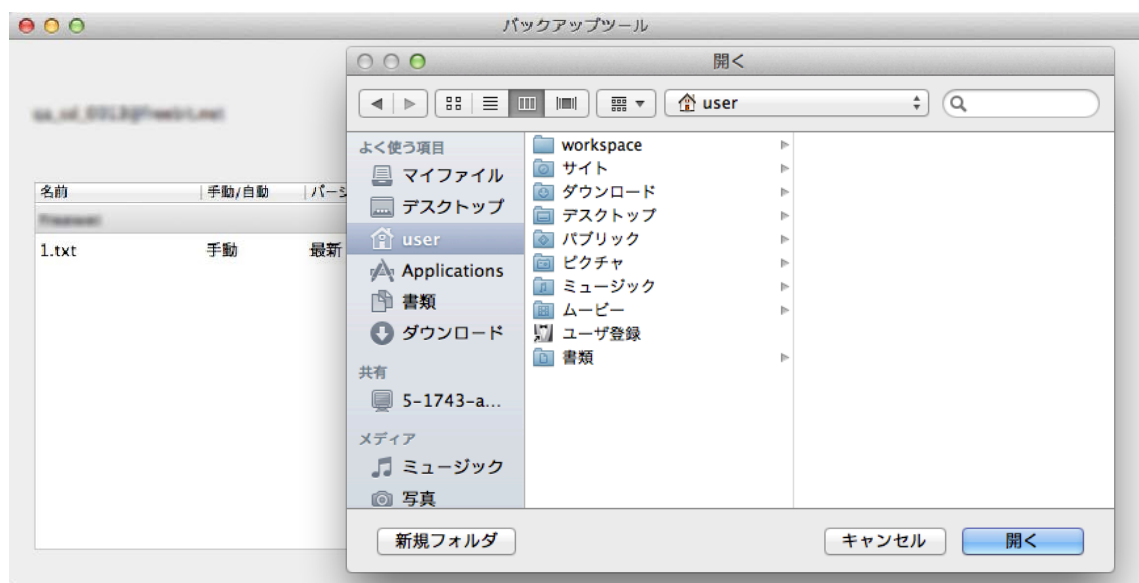 バックアップツール
開く
user
名前
手動/自動
バージ
1.txt
手動
最新
よく使う項目
マイファイル
デスクトップ
user
Applications
書類
ダウンロード
共有
5-1743-a...
メディア
ミュージック
写真
workspace
サイト
ダウンロード
デスクトップ
パブリック
ピクチャ
ミュージック
ムービー
ユーザ登録
書類
新規フォルダ
キャンセル
開く